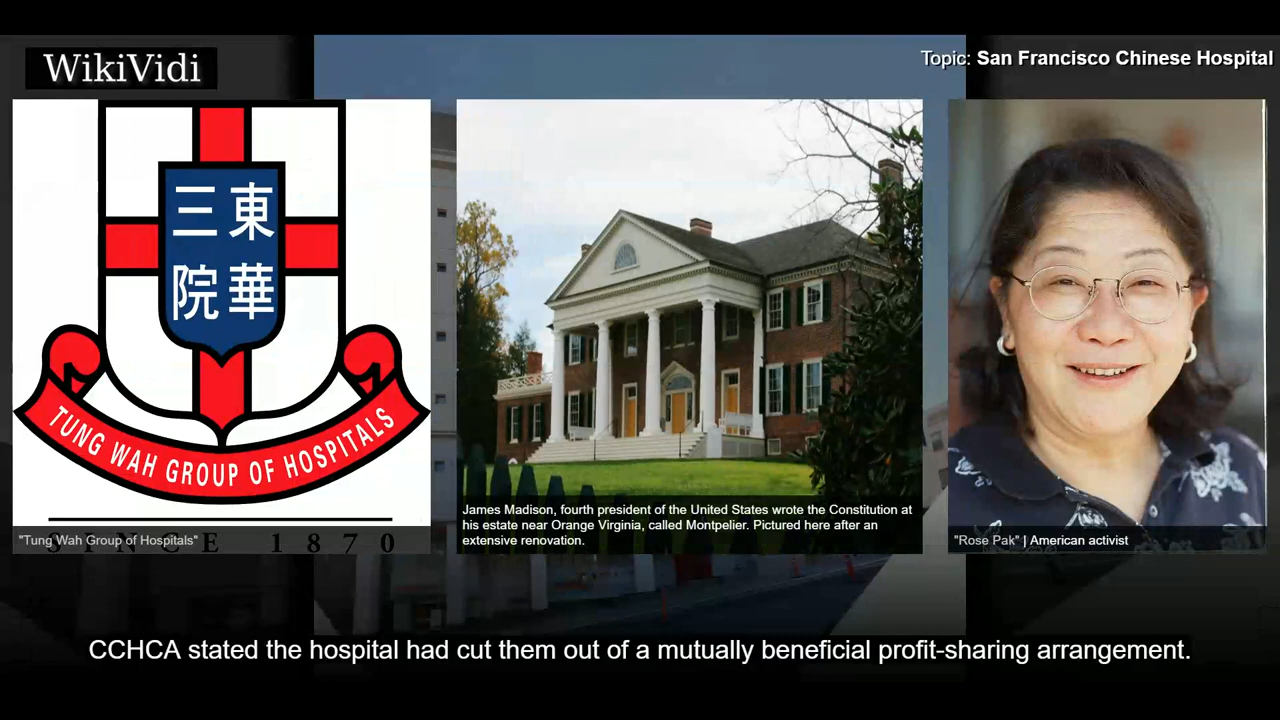 WikiVidi
Topic: San Francisco Chinese Hospital
三 東
院 華
TUNG WAH GROUP OF HOSPITALS
SINCE 1870
"Tung Wah Group of Hospitals"
James Madison, fourth president of the United States wrote the Constitution at
his estate near Orange Virginia, called Montpelier. Pictured here after an
extensive renovation.
"Rose Pak" | American activist
CCHCA stated the hospital had cut them out of a mutually beneficial profit-sharing arrangement.